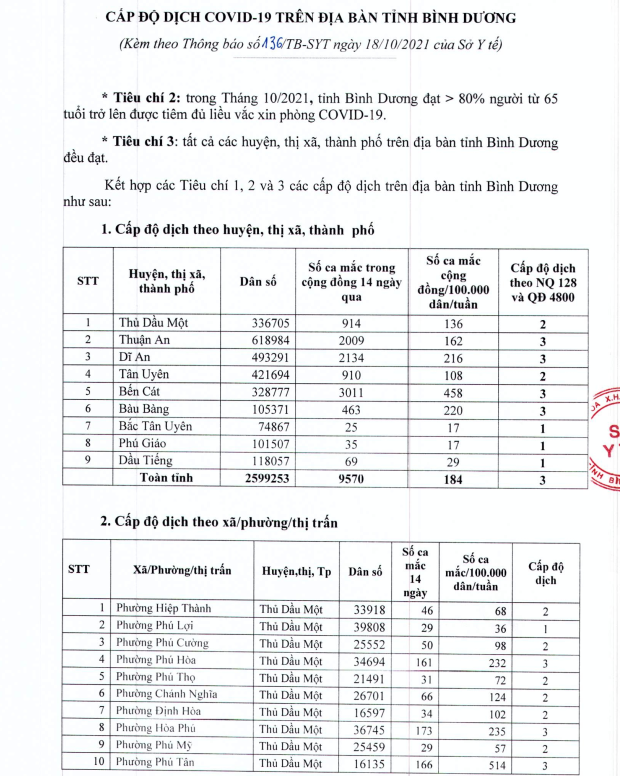 CẤP ĐỘ DỊCH COVID-19 TRÊN ĐỊA BÀN TỈNH BÌNH DƯƠNG
(Kèm theo Thông báo số 136/TB-SYT ngày 18/10/2021 của Sở Y tế)
* Tiêu chí 2: trong Tháng 10/2021, tỉnh Bình Dương đạt > 80% người từ 65
tuổi trở lên được tiêm đủ liều vắc xin phòng COVID-19.
* Tiêu chí 3: tất cả các huyện, thị xã, thành phố trên địa bàn tỉnh Bình Dương
đều đạt.
Kết hợp các Tiêu chí 1, 2 và 3 các cấp độ dịch trên địa bàn tỉnh Bình Dương
như sau:
1. Cấp độ dịch theo huyện, thị xã, thành phố
STT Huyện, thị xã, thành phố Dân số Số ca mắc trong cộng đồng 14 ngày qua Số ca mắc cộng đồng/100.000 dân/tuần Cấp độ dịch theo NQ 128 và QĐ 4800
1 Thủ Dầu Một 336705 914 136 2
2 Thuận An 618984 2009 162 3
3 Dĩ An 493291 2134 216 3
4 Tân Uyên 421694 910 108 2
5 Bến Cát 328777 3011 458 3
6 Bàu Bàng 105371 463 220 3
7 Bắc Tân Uyên 74867 25 17 1
8 Phú Giáo 101507 35 17 1
9 Dầu Tiếng 118057 69 29 1
Toàn tỉnh 2599253 9570 184 3
2. Cấp độ dịch theo xã/phường/thị trấn
STT Xã/Phường/thị trấn Huyện,thị, Tp Dân số Số ca mắc 14 ngày Số ca mắc/100.000 dân/tuần Cấp độ dịch
1 Phường Hiệp Thành Thủ Dầu Một 33918 46 68 2
2 Phường Phú Lợi Thủ Dầu Một 39808 29 36 1
3 Phường Phú Cường Thủ Dầu Một 25552 50 98 2
4 Phường Phú Hòa Thủ Dầu Một 34694 161 232 3
5 Phường Phú Thọ Thủ Dầu Một 21491 31 72 2
6 Phường Chánh Nghĩa Thủ Dầu Một 26701 66 124 2
7 Phường Định Hòa Thủ Dầu Một 16597 34 102 2
8 Phường Hòa Phú Thủ Dầu Một 36745 173 235 3
9 Phường Phú Mỹ Thủ Dầu Một 25459 29 57 2
10 Phường Phú Tân Thủ Dầu Một 16135 166 514 3